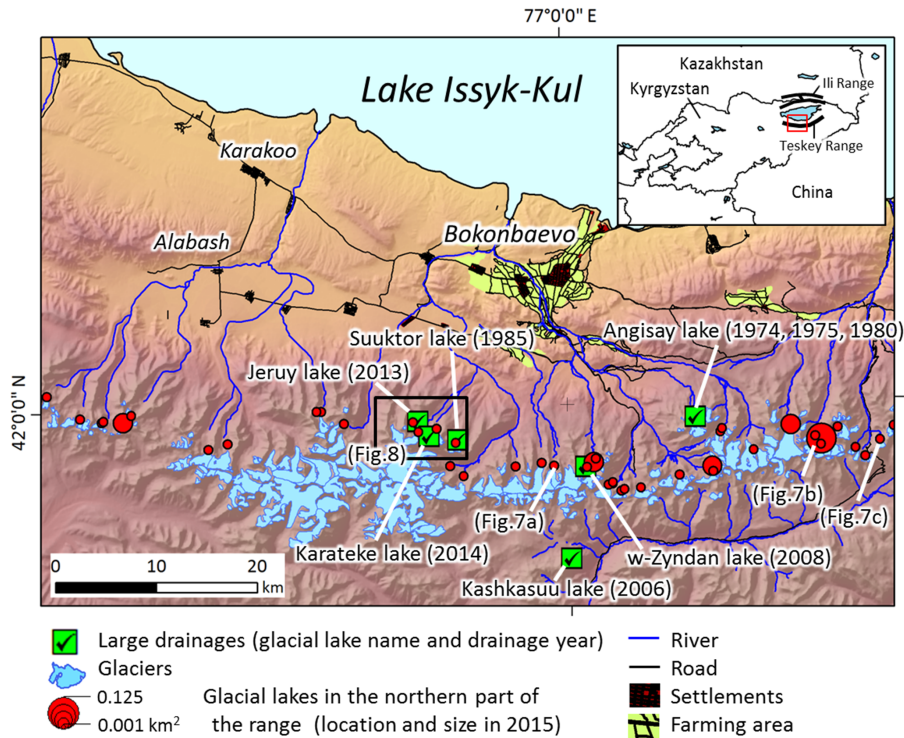 77°0'0" E
Lake Issyk-Kul
Kazakhstan
Ili Range
Kyrgyzstan
Teskey Range
China
Karakoo
Alabash
Bokonbaevo
Suuktor lake (1985)
Angisay lake (1974, 1975, 1980)
Jeruy lake (2013)
42°0' N
(Fig.8)
(Fig.7a)
(Fig.7b)
(Fig.7c)
Karateke lake (2014)
w-Zyndan lake (2008)
Kashkasuu lake (2006)
0 10 20
km
Large drainages (glacial lake name and drainage year)
Glaciers
0.125
0.001 km²
Glacial lakes in the northern part of
the range (location and size in 2015)
River
Road
Settlements
Farming area